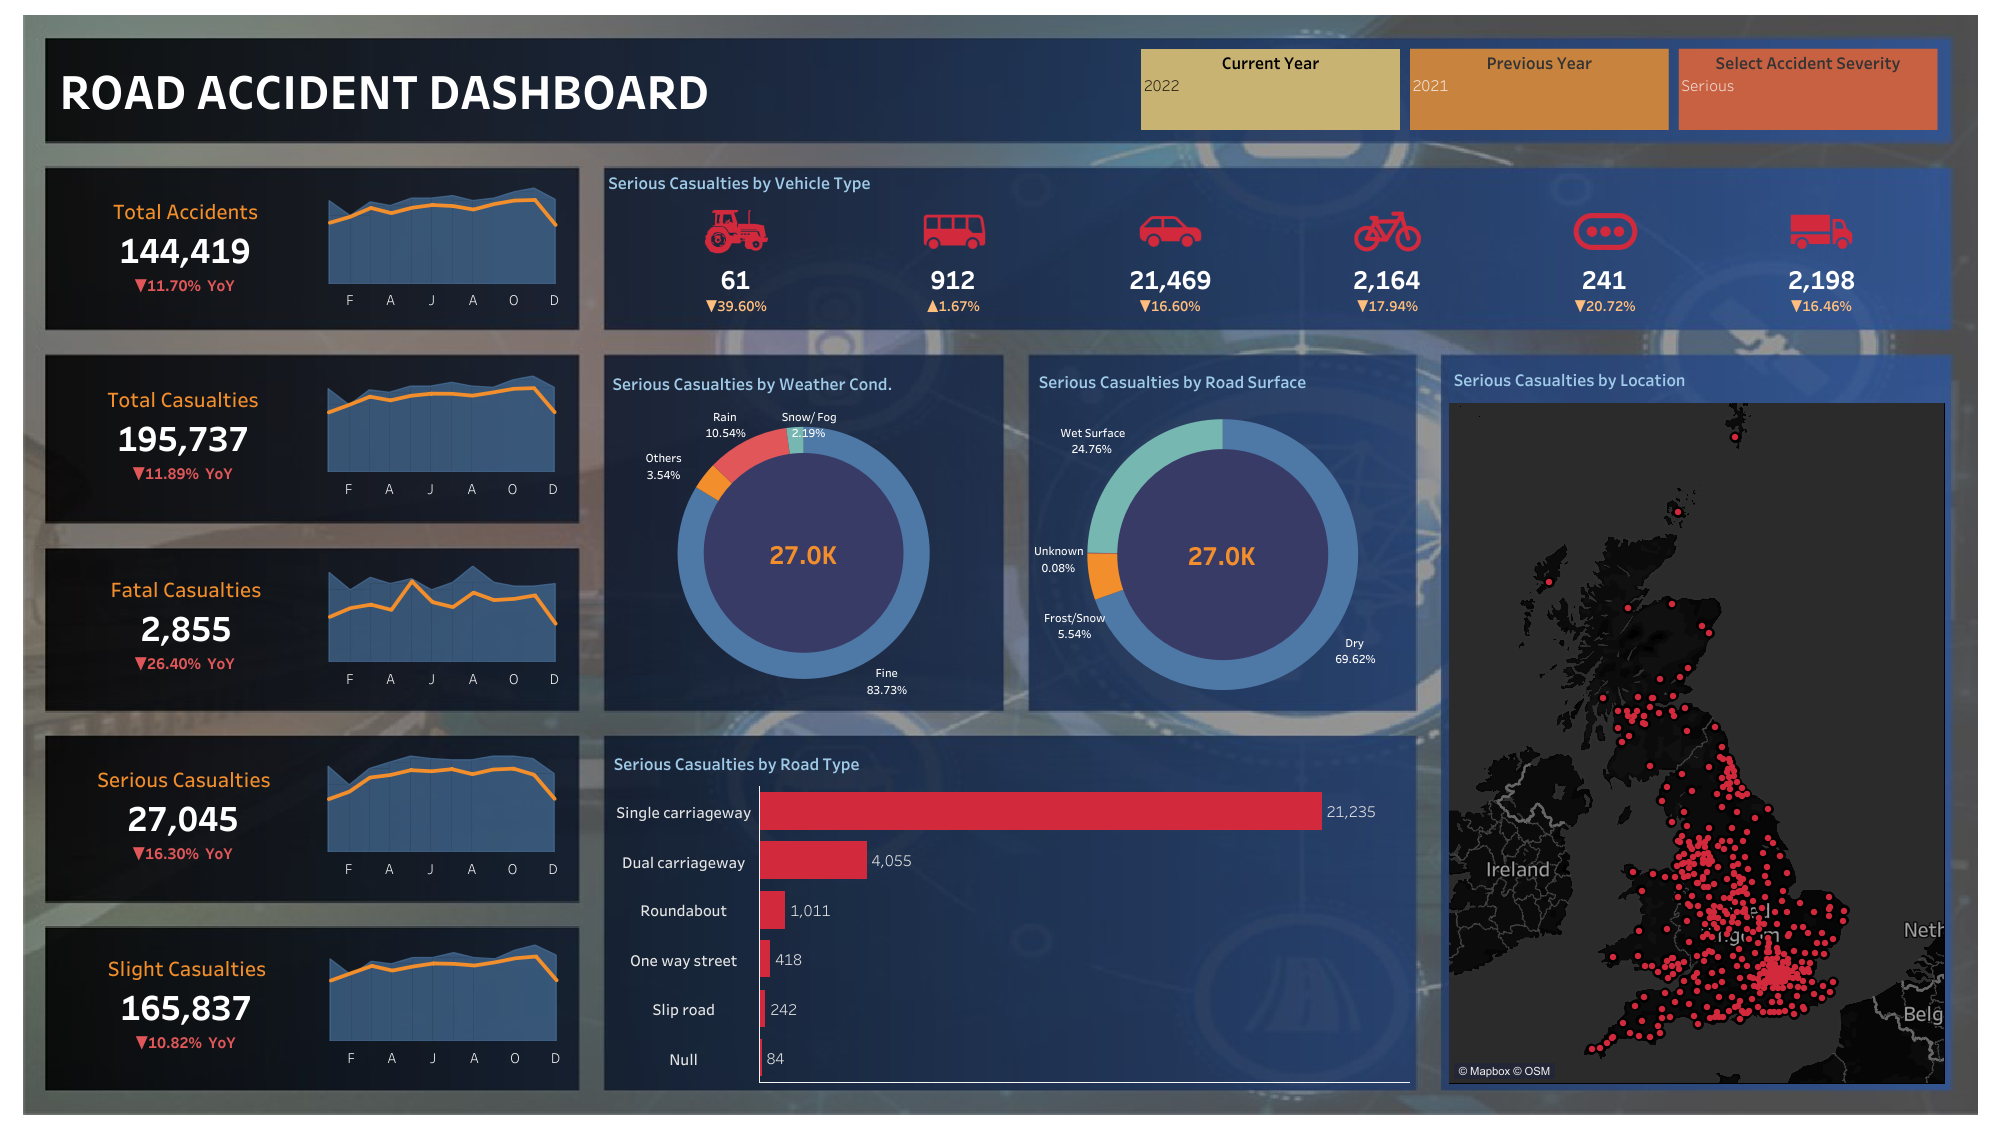 ROAD ACCIDENT DASHBOARD
Current Year
2022
Previous Year
2021
Select Accident Severity
Serious
Total Accidents
144,419
▼11.70% YoY
F A J A O D
Total Casualties
195,737
▼11.89% YoY
F A J A O D
Fatal Casualties
2,855
▼26.40% YoY
F A J A O D
Serious Casualties
27,045
▼16.30% YoY
F A J A O D
Slight Casualties
165,837
▼10.82% YoY
F A J A O D
Serious Casualties by Vehicle Type
61 912 21,469 2,164 241 2,198
▼39.60% ▲1.67% ▼16.60% ▼17.94% ▼20.72% ▼16.46%
Serious Casualties by Weather Cond.
Rain
10.54%
Snow/ Fog
2.19%
Others
3.54%
27.0K
Fine
83.73%
Serious Casualties by Road Surface
Wet Surface
24.76%
Unknown
0.08%
27.0K
Frost/Snow
5.54%
Dry
69.62%
Serious Casualties by Road Type
Single carriageway 21,235
Dual carriageway 4,055
Roundabout 1,011
One way street 418
Slip road 242
Null 84
Serious Casualties by Location
Ireland
Neth
Belg
© Mapbox © OSM